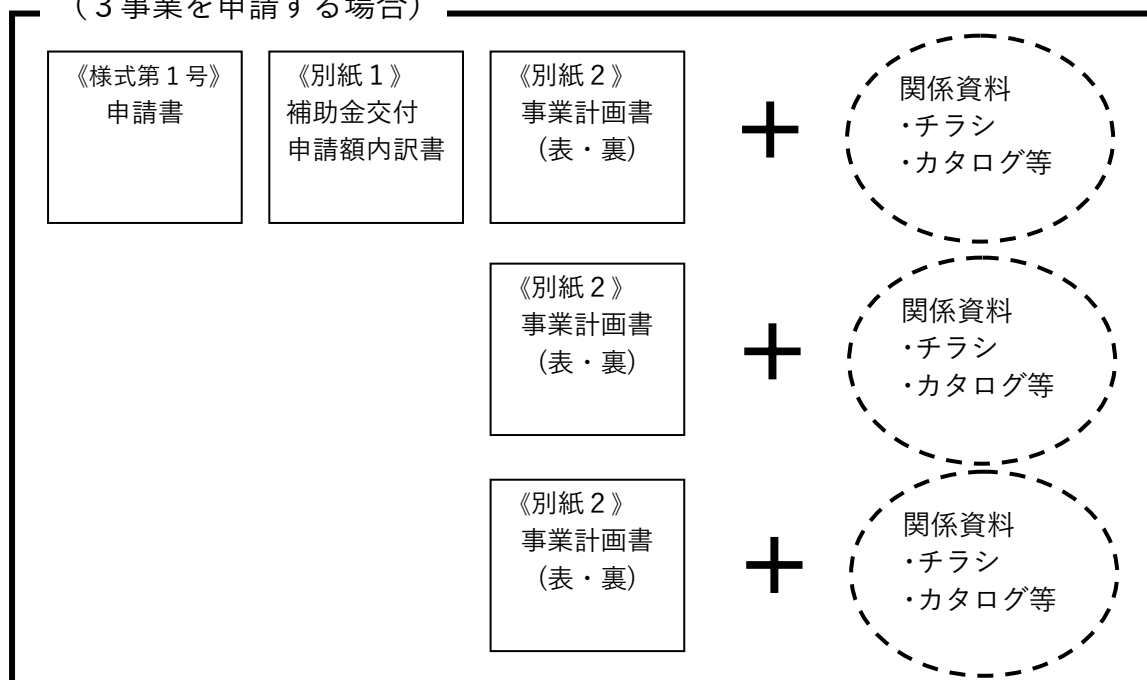 （３事業を申請する場合）
《様式第１号》
申請書
《別紙１》
補助金交付
申請額内訳書
《別紙２》
事業計画書
（表・裏）
＋
関係資料
・チラシ
・カタログ等
《別紙２》
事業計画書
（表・裏）
＋
関係資料
・チラシ
・カタログ等
《別紙２》
事業計画書
（表・裏）
＋
関係資料
・チラシ
・カタログ等